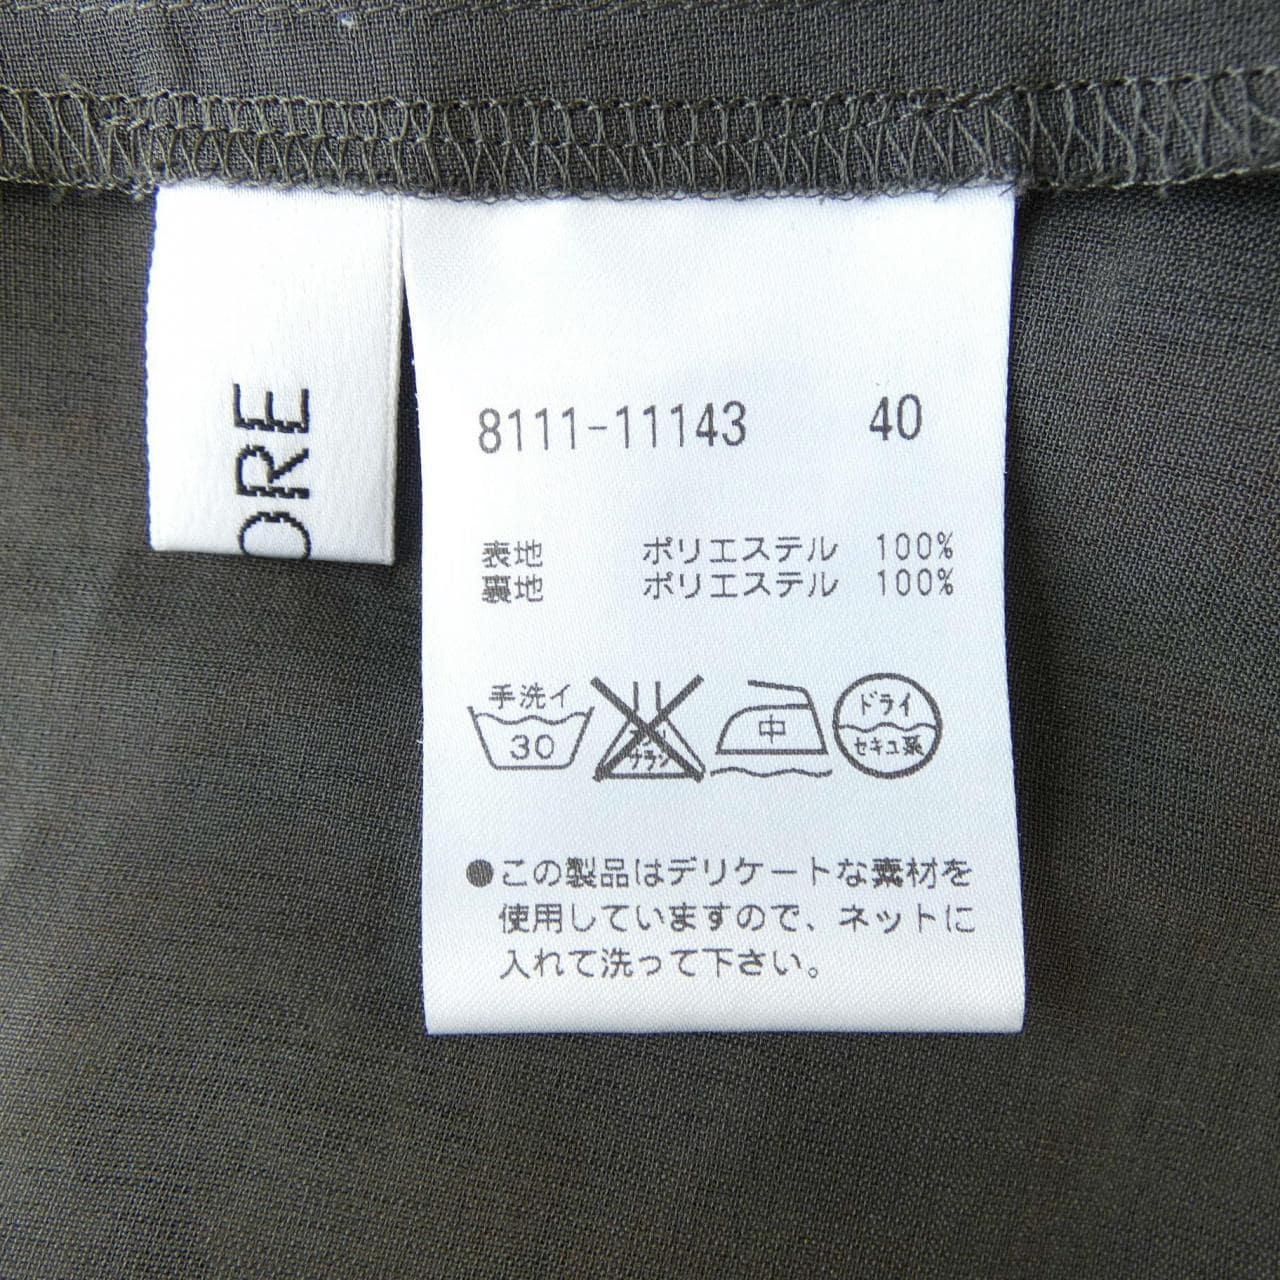 ORE
8111-11143 40
表地 ポリエステル 100%
裏地 ポリエステル 100%
手洗イ
30
サラシ
中
ドライ
セキユ系
●この製品はデリケートな素材を
使用していますので、ネットに
入れて洗って下さい。